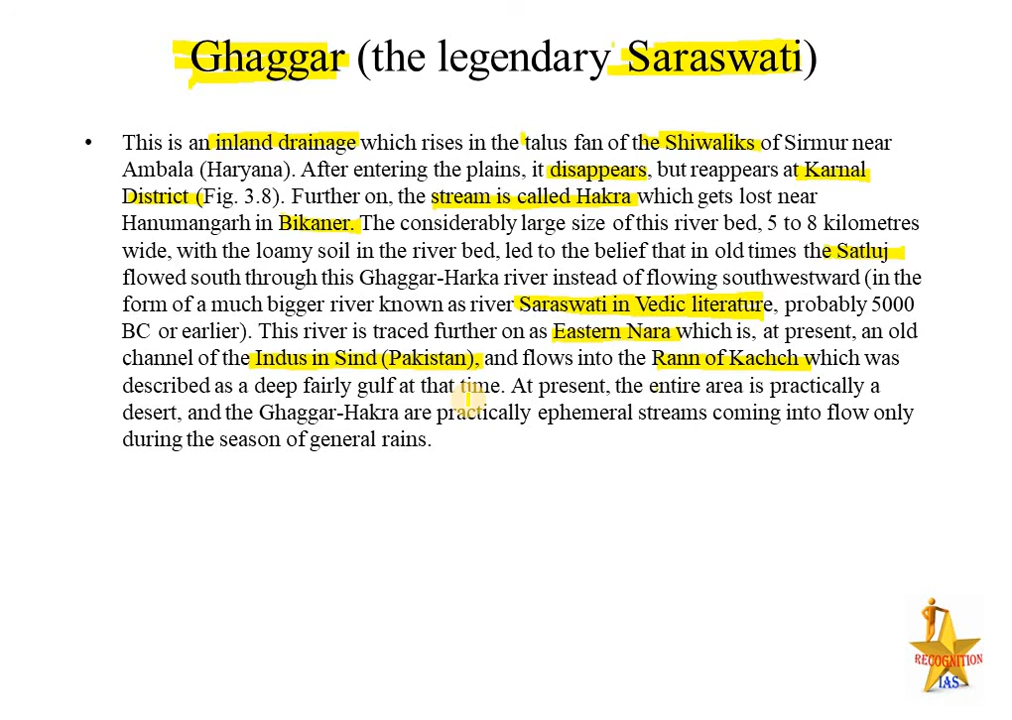 Ghaggar (the legendary Saraswati)
• This is an inland drainage which rises in the talus fan of the Shiwaliks of Sirmur near
Ambala (Haryana). After entering the plains, it disappears, but reappears at Karnal
District (Fig. 3.8). Further on, the stream is called Hakra which gets lost near
Hanumangarh in Bikaner. The considerably large size of this river bed, 5 to 8 kilometres
wide, with the loamy soil in the river bed, led to the belief that in old times the Satluj
flowed south through this Ghaggar-Harka river instead of flowing southwestward (in the
form of a much bigger river known as river Saraswati in Vedic literature, probably 5000
BC or earlier). This river is traced further on as Eastern Nara which is, at present, an old
channel of the Indus in Sind (Pakistan), and flows into the Rann of Kachch which was
described as a deep fairly gulf at that time. At present, the entire area is practically a
desert, and the Ghaggar-Hakra are practically ephemeral streams coming into flow only
during the season of general rains.
RECOGNITION
IAS